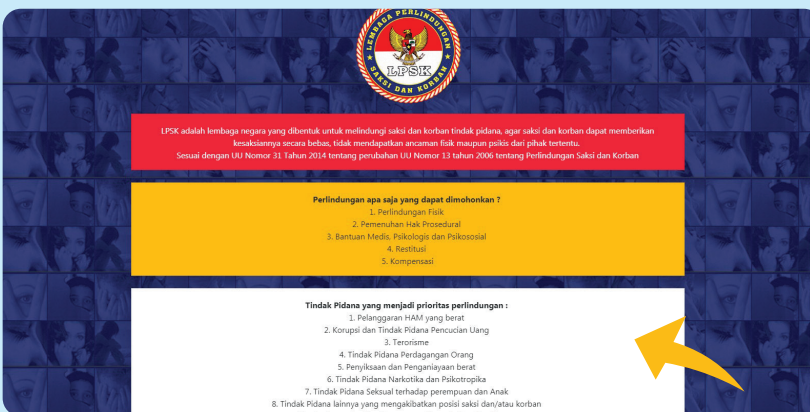 LEMBAGA PERLINDUNGAN
LPSK
SAKSI DAN KORBAN
LPSK adalah lembaga negara yang dibentuk untuk melindungi saksi dan korban tindak pidana, agar saksi dan korban dapat memberikan
kesaksiannya secara bebas, tidak mendapatkan ancaman fisik maupun psikis dari pihak tertentu.
Sesuai dengan UU Nomor 31 Tahun 2014 tentang perubahan UU Nomor 13 tahun 2006 tentang Perlindungan Saksi dan Korban
Perlindungan apa saja yang dapat dimohonkan ?
1. Perlindungan Fisik
2. Pemenuhan Hak Prosedural
3. Bantuan Medis, Psikologis dan Psikososial
4. Restitusi
5. Kompensasi
Tindak Pidana yang menjadi prioritas perlindungan :
1. Pelanggaran HAM yang berat
2. Korupsi dan Tindak Pidana Pencucian Uang
3. Terorisme
4. Tindak Pidana Perdagangan Orang
5. Penyiksaan dan Penganiayaan berat
6. Tindak Pidana Narkotika dan Psikotropika
7. Tindak Pidana Seksual terhadap perempuan dan Anak
8. Tindak Pidana lainnya yang mengakibatkan posisi saksi dan/atau korban